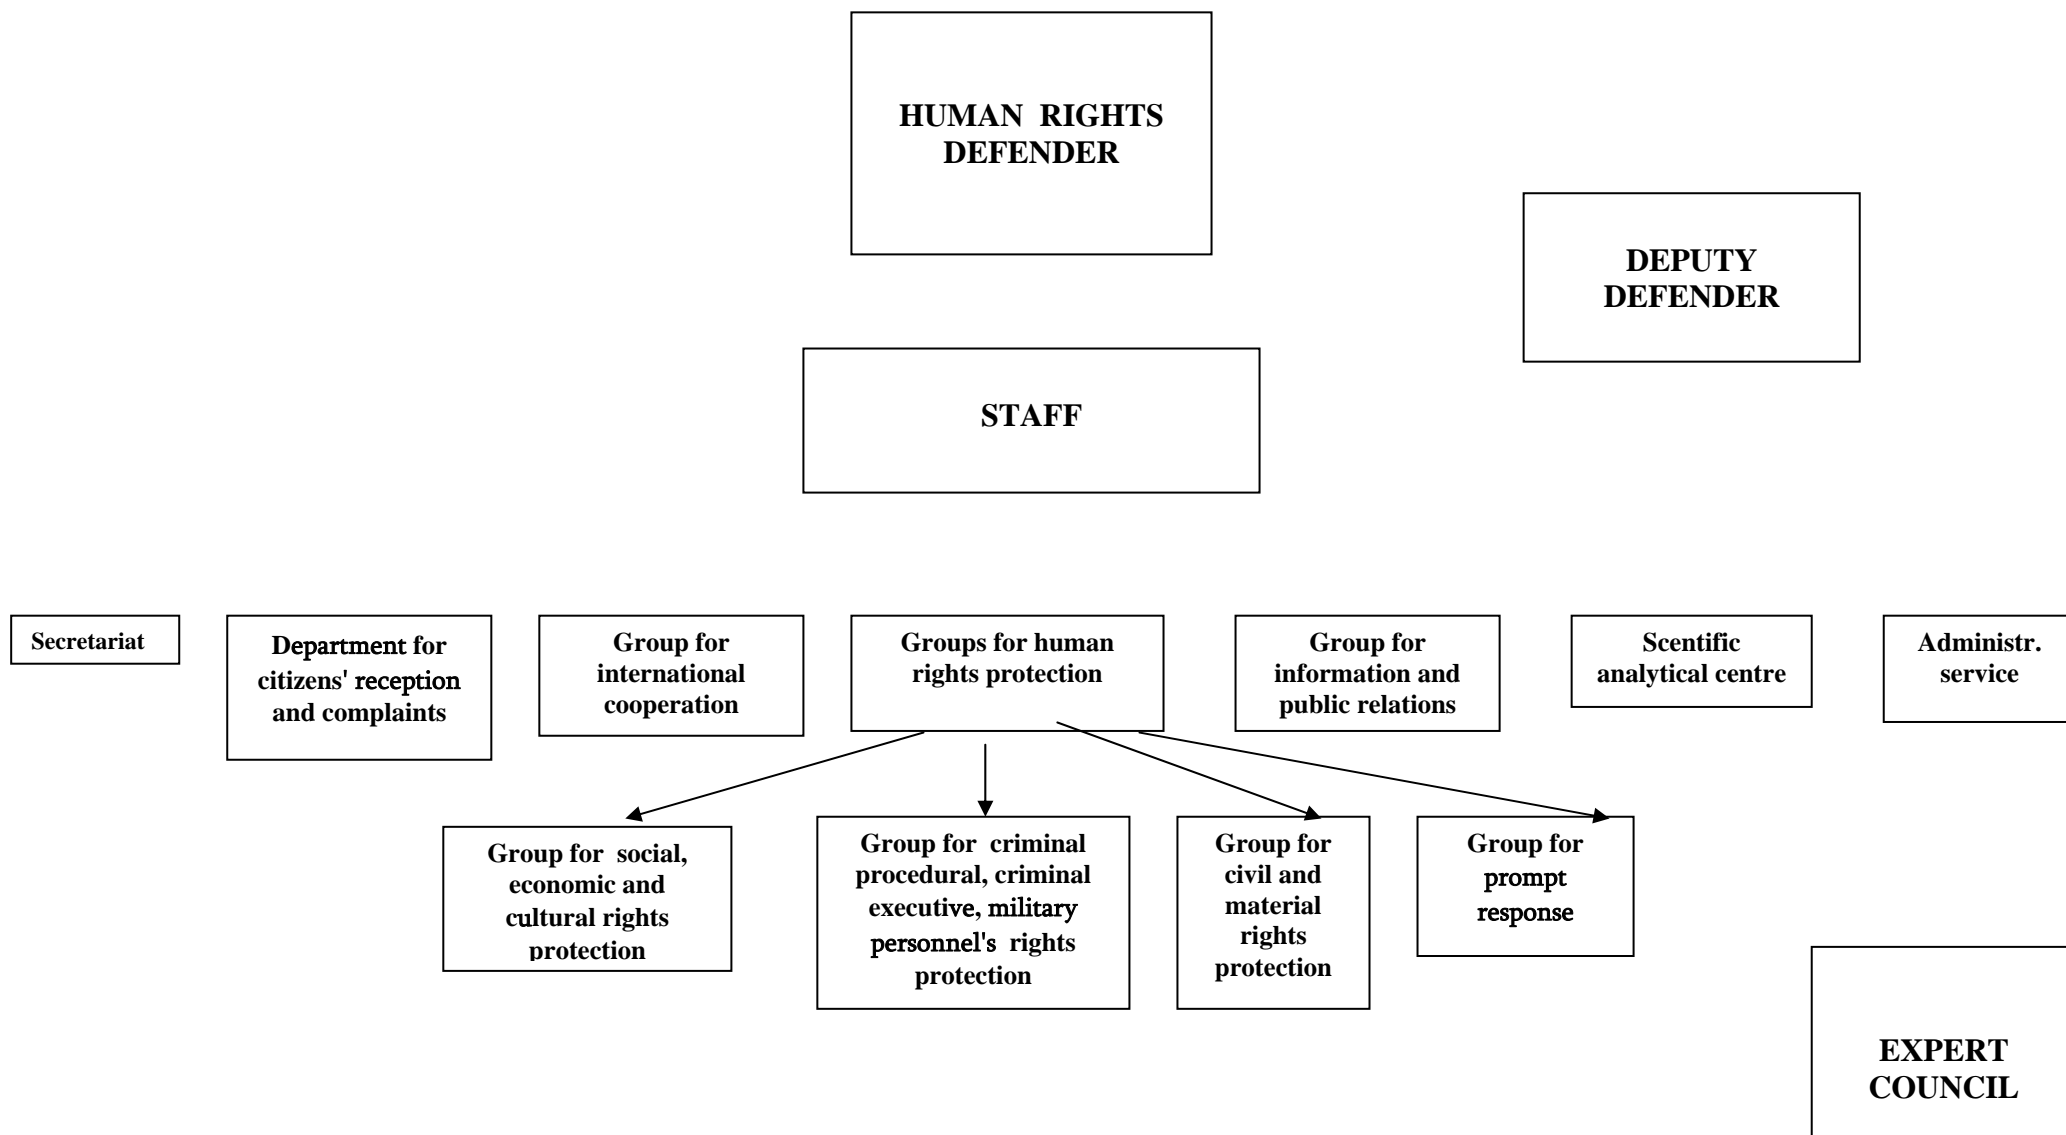 HUMAN RIGHTS
DEFENDER
DEPUTY
DEFENDER
STAFF
Secretariat
Department for
citizens' reception
and complaints
Group for
international
cooperation
Groups for human
rights protection
Group for
information and
public relations
Scentific
analytical centre
Administr.
service
Group for social,
economic and
cultural rights
protection
Group for criminal
procedural, criminal
executive, military
personnel's rights
protection
Group for
civil and
material
rights
protection
Group for
prompt
response
EXPERT
COUNCIL